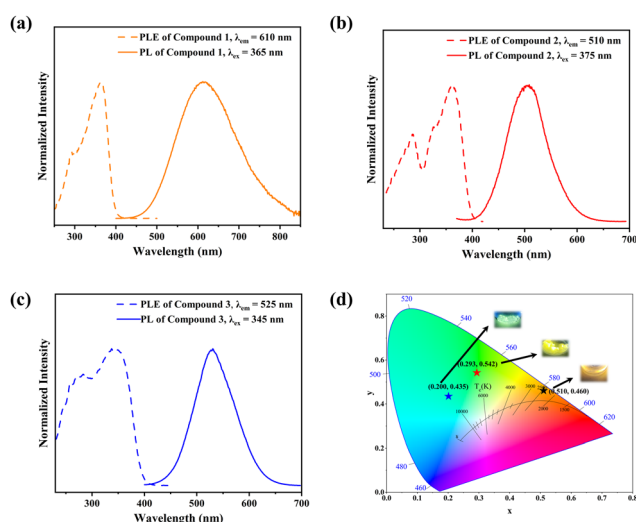 (a)
PLE of Compound 1, λem = 610 nm
PL of Compound 1, λex = 365 nm
Normalized Intensity
300 400 500 600 700 800
Wavelength (nm)
(b)
PLE of Compound 2, λem = 510 nm
PL of Compound 2, λex = 375 nm
Normalized Intensity
300 400 500 600 700
Wavelength (nm)
(c)
PLE of Compound 3, λem = 525 nm
PL of Compound 3, λex = 345 nm
Normalized Intensity
300 400 500 600 700
Wavelength (nm)
(d)
y
0.8
0.6
0.4
0.2
0.0
0.0 0.1 0.2 0.3 0.4 0.5 0.6 0.7 0.8
x
520
540
560
500
580
600
620
480
460
(0.293, 0.542)
(0.200, 0.435)
(0.510, 0.460)
Tc(K)
10000
6000
4000
3000
2000
1500